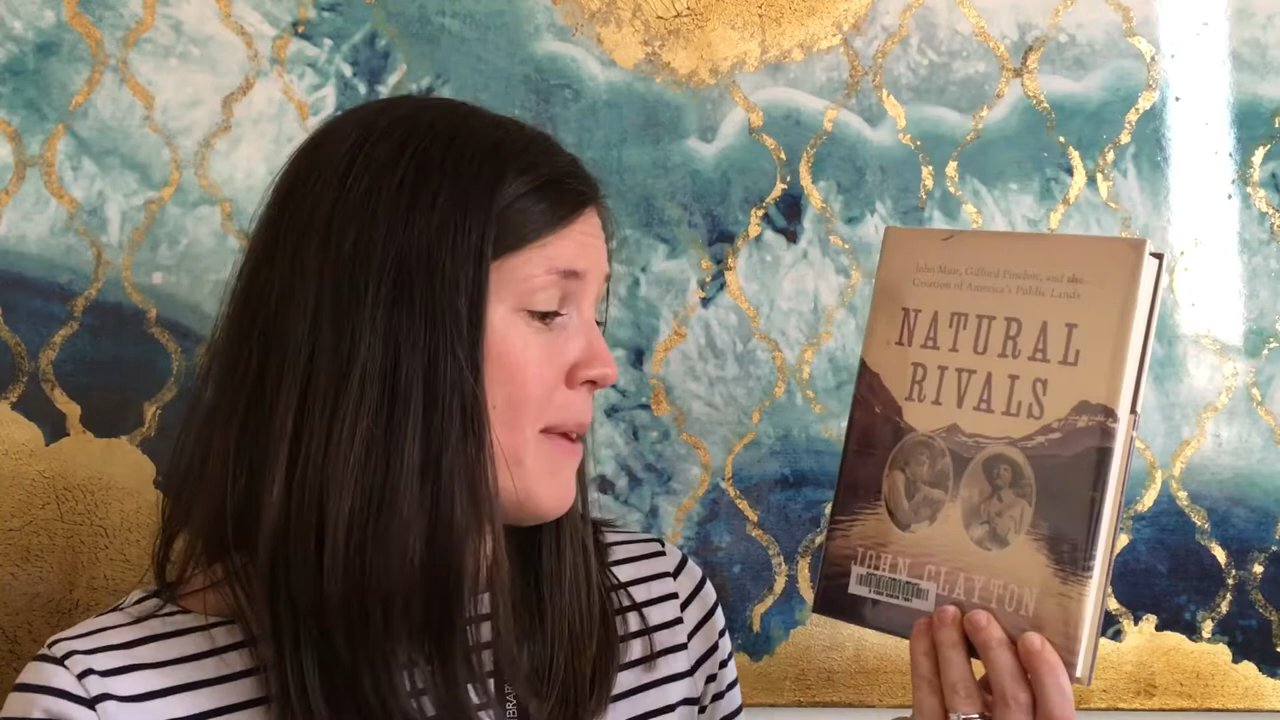 John Muir, Gifford Pinchot, and the
Creation of America's Public Lands
NATURAL
RIVALS
JOHN CLAYTON